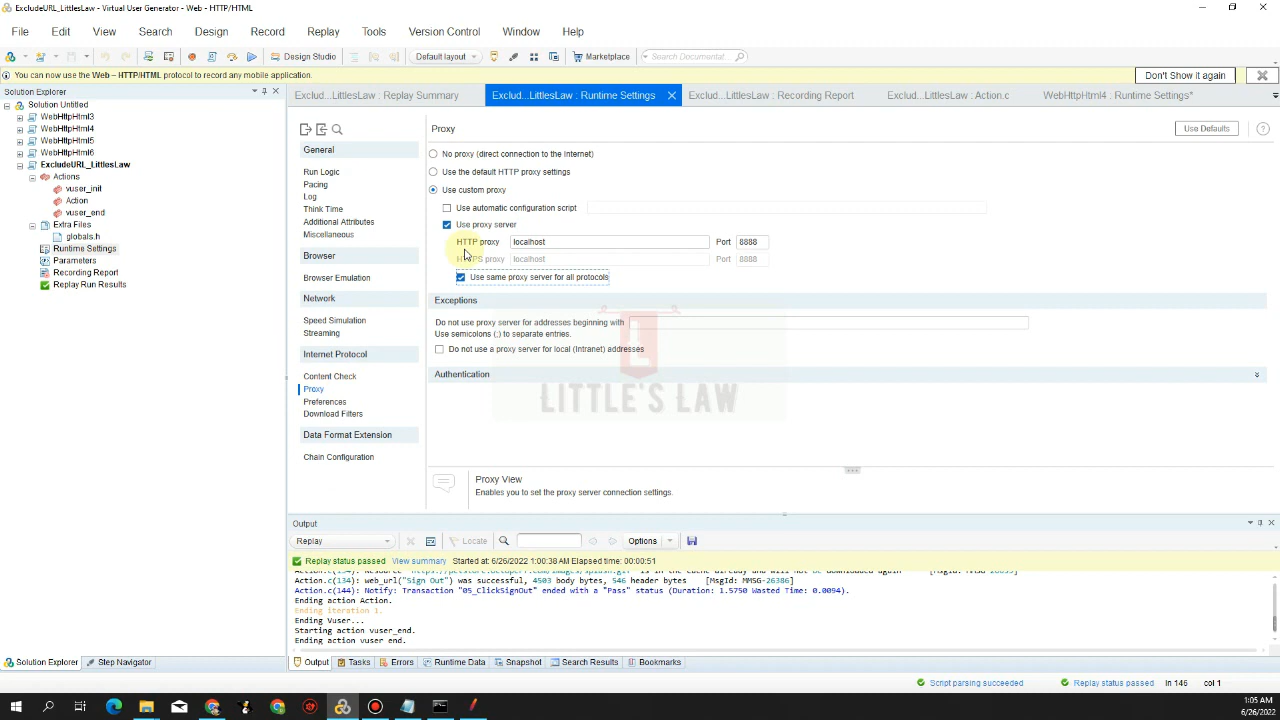 ExcludeURL_LittlesLaw - Virtual User Generator - Web - HTTP/HTML
File Edit View Search Design Record Replay Tools Version Control Window Help
Design Studio Default layout Marketplace Search Documentat.
You can now use the Web – HTTP/HTML protocol to record any mobile application. Don't Show it again
Solution Explorer
Exclud...LittlesLaw : Replay Summary Exclud...LittlesLaw : Runtime Settings Exclud...LittlesLaw : Recording Report Exclud...LittlesLaw : Action.c WebHttpHtml4 : Runtime Settings*
Solution Untitled
WebHttpHtml3
WebHttpHtml4
WebHttpHtml5
WebHttpHtml6
ExcludeURL_LittlesLaw
Actions
vuser_init
Action
vuser_end
Extra Files
globals.h
Runtime Settings
Parameters
Recording Report
Replay Run Results
General
Run Logic
Pacing
Log
Think Time
Additional Attributes
Miscellaneous
Browser
Browser Emulation
Network
Speed Simulation
Streaming
Internet Protocol
Content Check
Proxy
Preferences
Download Filters
Data Format Extension
Chain Configuration
Proxy Use Defaults
No proxy (direct connection to the Internet)
Use the default HTTP proxy settings
Use custom proxy
Use automatic configuration script
Use proxy server
HTTP proxy localhost Port 8888
HTTPS proxy localhost Port 8888
Use same proxy server for all protocols
Exceptions
Do not use proxy server for addresses beginning with
Use semicolons (;) to separate entries.
Do not use a proxy server for local (Intranet) addresses
Authentication
LITTLE'S LAW
Proxy View
Enables you to set the proxy server connection settings.
Output
Replay Locate Options
Replay status passed View summary Started at: 6/26/2022 1:00:38 AM Elapsed time: 00:00:51
is in the cache already and will not be downloaded again
Action.c(134): web_url("Sign Out") was successful, 4503 body bytes, 546 header bytes [MsgId: MMSG-26386]
Action.c(144): Notify: Transaction "05_ClickSignOut" ended with a "Pass" status (Duration: 1.5750 Wasted Time: 0.0094).
Ending action Action.
Ending iteration 1.
Ending Vuser...
Starting action vuser_end.
Ending action vuser_end.
Solution Explorer Step Navigator
Output Tasks Errors Runtime Data Snapshot Search Results Bookmarks
Script parsing succeeded Replay status passed ln 146 col 1
1:05 AM
6/26/2022